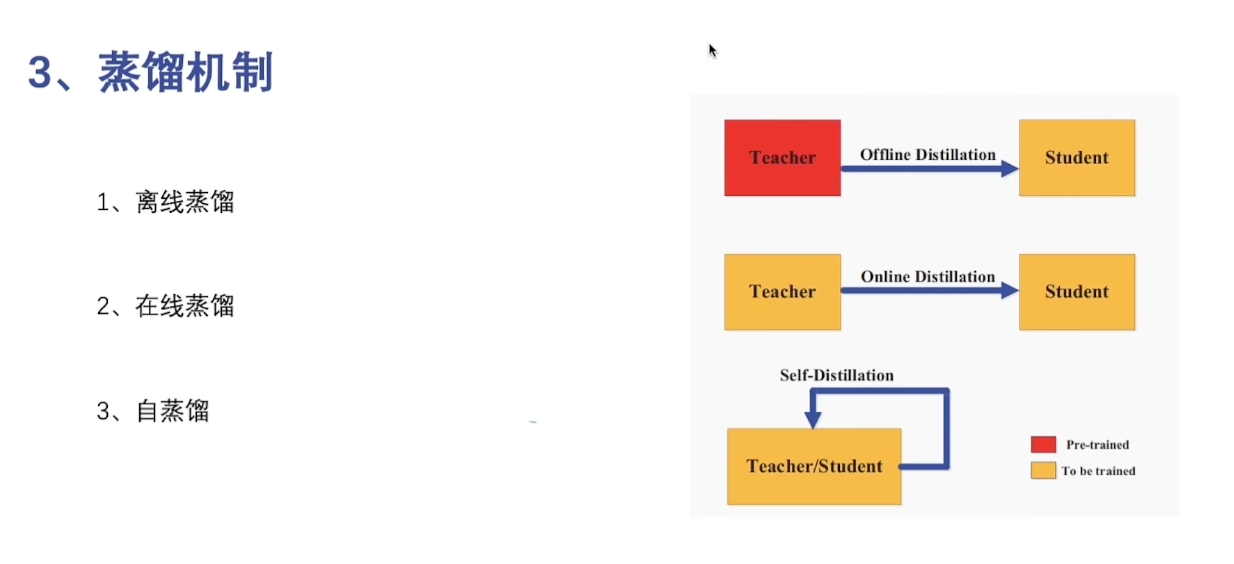 3、蒸馏机制
1、离线蒸馏
2、在线蒸馏
3、自蒸馏
Teacher
Offline Distillation
Student
Teacher
Online Distillation
Student
Self-Distillation
Teacher/Student
Pre-trained
To be trained